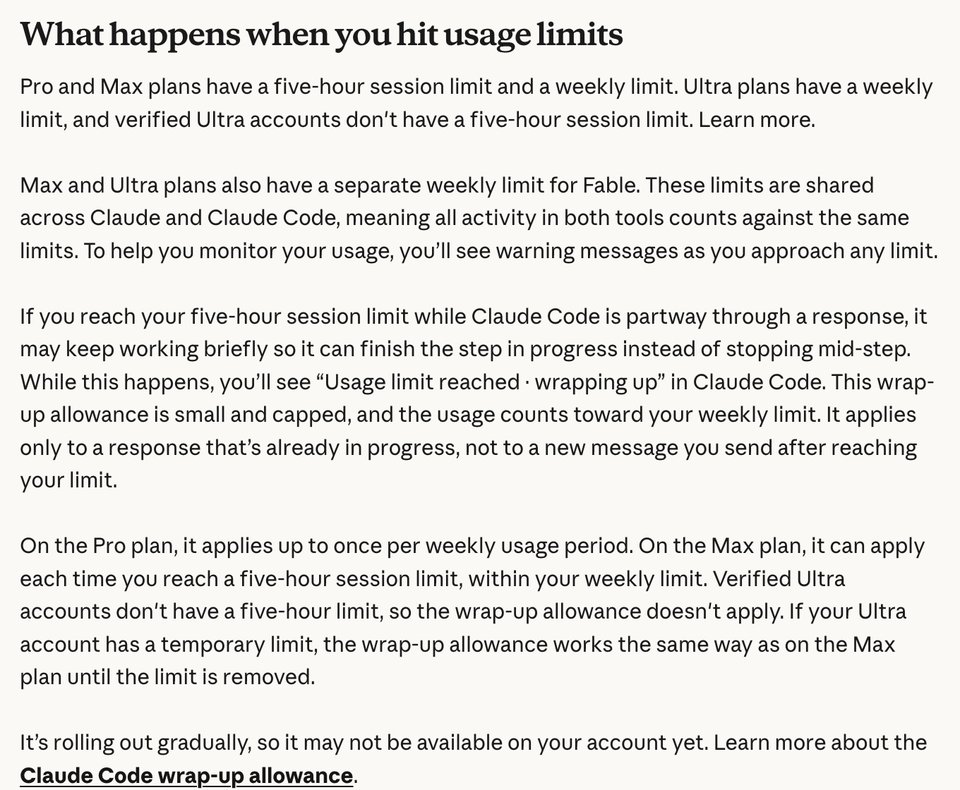 What happens when you hit usage limits
Pro and Max plans have a five-hour session limit and a weekly limit. Ultra plans have a weekly
limit, and verified Ultra accounts don't have a five-hour session limit. Learn more.
Max and Ultra plans also have a separate weekly limit for Fable. These limits are shared
across Claude and Claude Code, meaning all activity in both tools counts against the same
limits. To help you monitor your usage, you’ll see warning messages as you approach any limit.
If you reach your five-hour session limit while Claude Code is partway through a response, it
may keep working briefly so it can finish the step in progress instead of stopping mid-step.
While this happens, you’ll see “Usage limit reached · wrapping up” in Claude Code. This wrap-
up allowance is small and capped, and the usage counts toward your weekly limit. It applies
only to a response that’s already in progress, not to a new message you send after reaching
your limit.
On the Pro plan, it applies up to once per weekly usage period. On the Max plan, it can apply
each time you reach a five-hour session limit, within your weekly limit. Verified Ultra
accounts don't have a five-hour limit, so the wrap-up allowance doesn't apply. If your Ultra
account has a temporary limit, the wrap-up allowance works the same way as on the Max
plan until the limit is removed.
It’s rolling out gradually, so it may not be available on your account yet. Learn more about the
Claude Code wrap-up allowance.